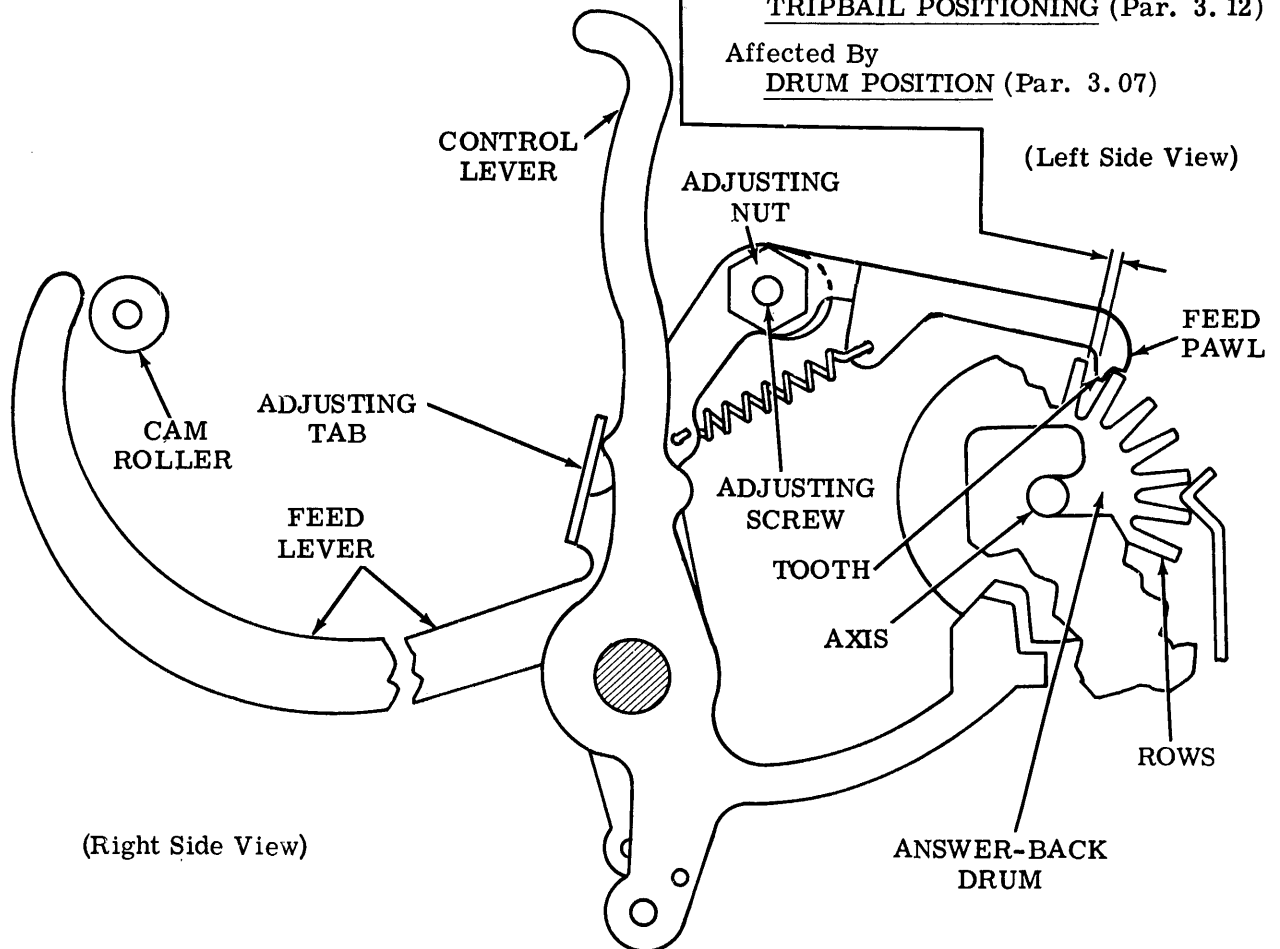 TRIPBAIL POSITIONING (Par. 3.12)
Affected By
DRUM POSITION (Par. 3.07)
(Left Side View)
CONTROL
LEVER
ADJUSTING
NUT
FEED
PAWL
CAM
ROLLER
ADJUSTING
TAB
FEED
LEVER
ADJUSTING
SCREW
TOOTH
AXIS
ROWS
ANSWER-BACK
DRUM
(Right Side View)